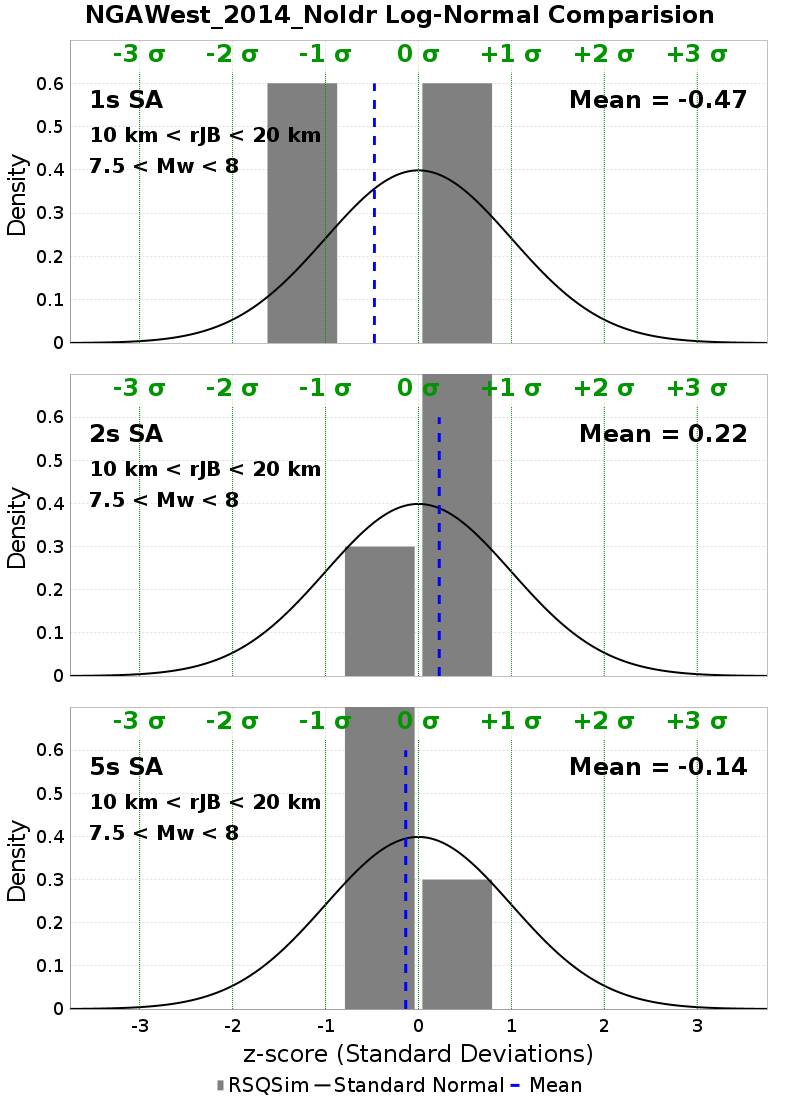 NGAWest_2014_NoIdr Log-Normal Comparision
-3 σ -2 σ -1 σ 0 σ +1 σ +2 σ +3 σ
1s SA
Mean = -0.47
10 km < rJB < 20 km
7.5 < Mw < 8
Density
0.6
0.5
0.4
0.3
0.2
0.1
0
-3 σ -2 σ -1 σ 0 σ +1 σ +2 σ +3 σ
2s SA
Mean = 0.22
10 km < rJB < 20 km
7.5 < Mw < 8
Density
0.6
0.5
0.4
0.3
0.2
0.1
0
-3 σ -2 σ -1 σ 0 σ +1 σ +2 σ +3 σ
5s SA
Mean = -0.14
10 km < rJB < 20 km
7.5 < Mw < 8
Density
0.6
0.5
0.4
0.3
0.2
0.1
0
-3 -2 -1 0 1 2 3
z-score (Standard Deviations)
RSQSim Standard Normal Mean